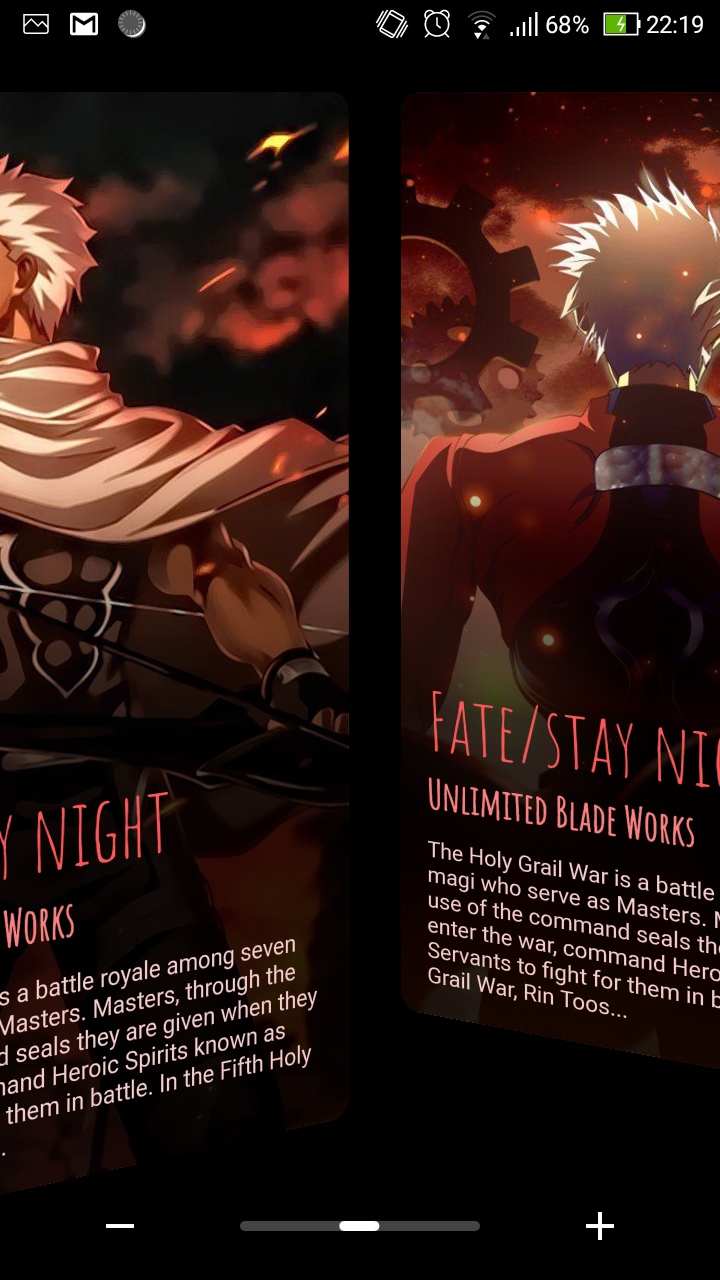 68% 22:19
Y NIGHT
WORKS
s a battle royale among seven
Masters. Masters, through the
d seals they are given when they
mand Heroic Spirits known as
them in battle. In the Fifth Holy
.
FATE/STAY NIG
UNLIMITED BLADE WORKS
The Holy Grail War is a battle
magi who serve as Masters. M
use of the command seals the
enter the war, command Hero
Servants to fight for them in b
Grail War, Rin Toos...